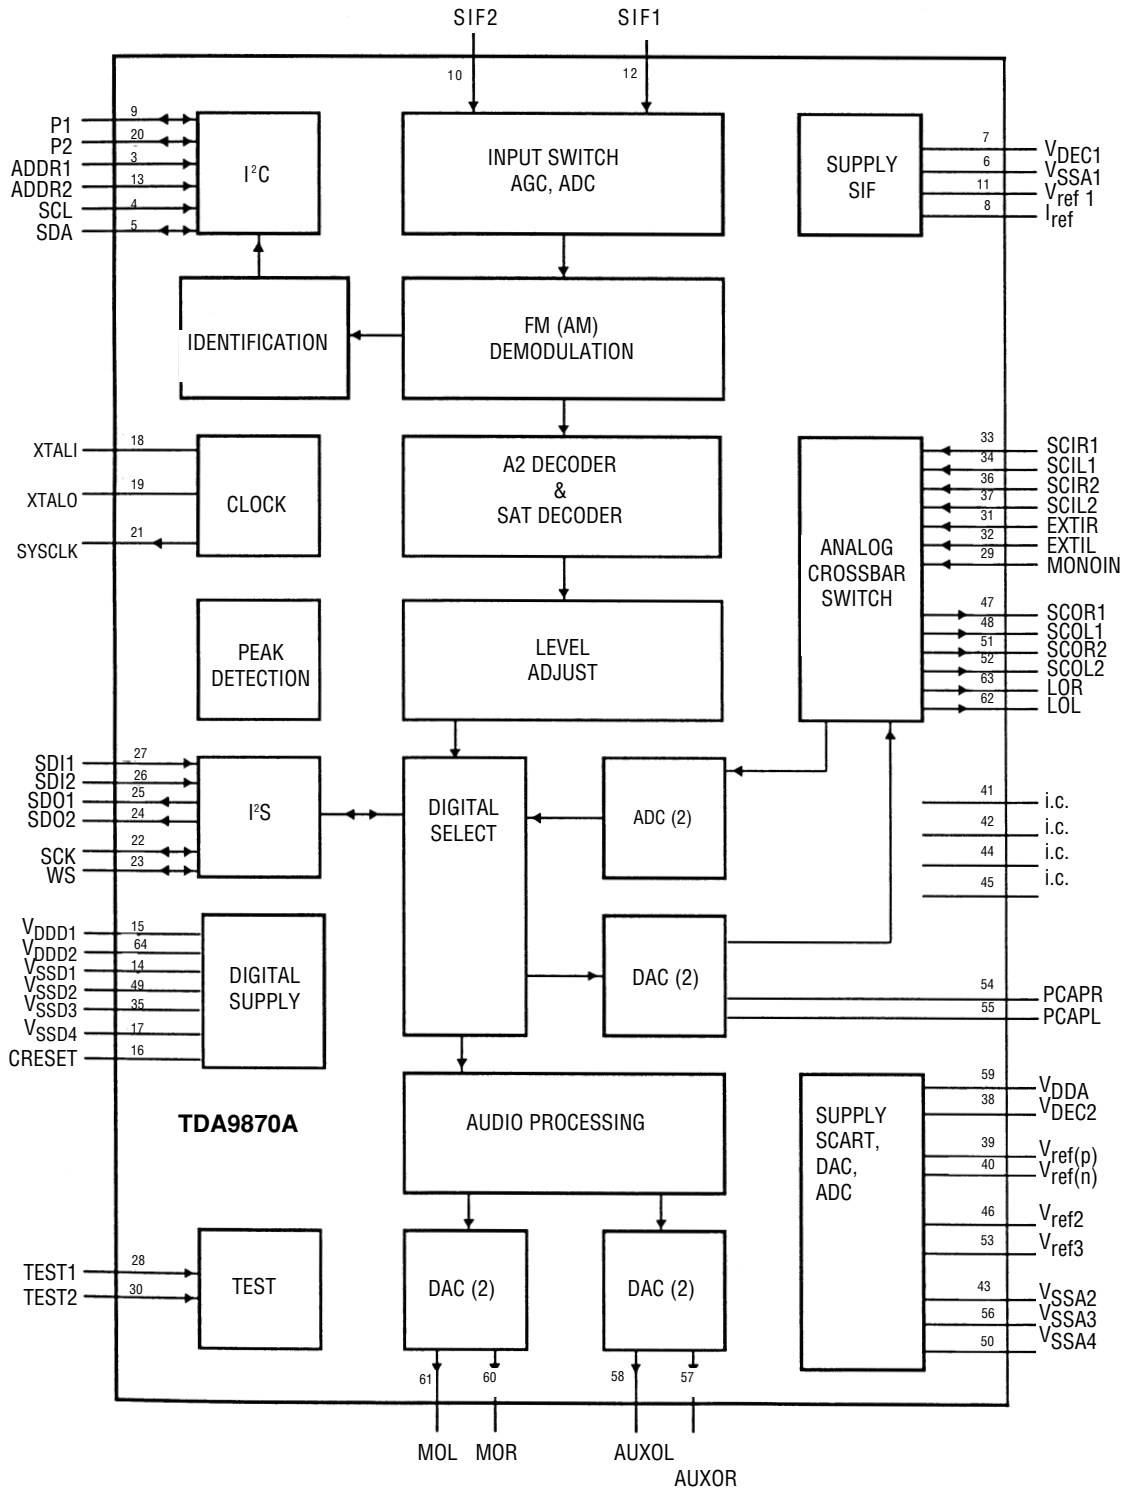 SIF2
SIF1
10
12
9
P1
20
P2
3
ADDR1
13
ADDR2
4
SCL
5
SDA
I²C
INPUT SWITCH
AGC, ADC
SUPPLY
SIF
7
VDEC1
6
VSSA1
11
Vref 1
8
Iref
IDENTIFICATION
FM (AM)
DEMODULATION
18
XTALI
19
XTALO
21
SYSCLK
CLOCK
A2 DECODER
&
SAT DECODER
ANALOG
CROSSBAR
SWITCH
33
SCIR1
34
SCIL1
36
SCIR2
37
SCIL2
31
EXTIR
32
EXTIL
29
MONOIN
47
SCOR1
48
SCOL1
51
SCOR2
52
SCOL2
63
LOR
62
LOL
PEAK
DETECTION
LEVEL
ADJUST
27
SDI1
26
SDI2
25
SDO1
24
SDO2
22
SCK
23
WS
I²S
DIGITAL
SELECT
ADC (2)
41
i.c.
42
i.c.
44
i.c.
45
i.c.
15
VDDD1
64
VDDD2
14
VSSD1
49
VSSD2
35
VSSD3
17
VSSD4
16
CRESET
DIGITAL
SUPPLY
DAC (2)
54
PCAPR
55
PCAPL
TDA9870A
AUDIO PROCESSING
SUPPLY
SCART,
DAC,
ADC
59
VDDA
38
VDEC2
39
Vref(p)
40
Vref(n)
46
Vref2
53
Vref3
43
VSSA2
56
VSSA3
50
VSSA4
28
TEST1
30
TEST2
TEST
DAC (2)
DAC (2)
61
60
58
57
MOL
MOR
AUXOL
AUXOR